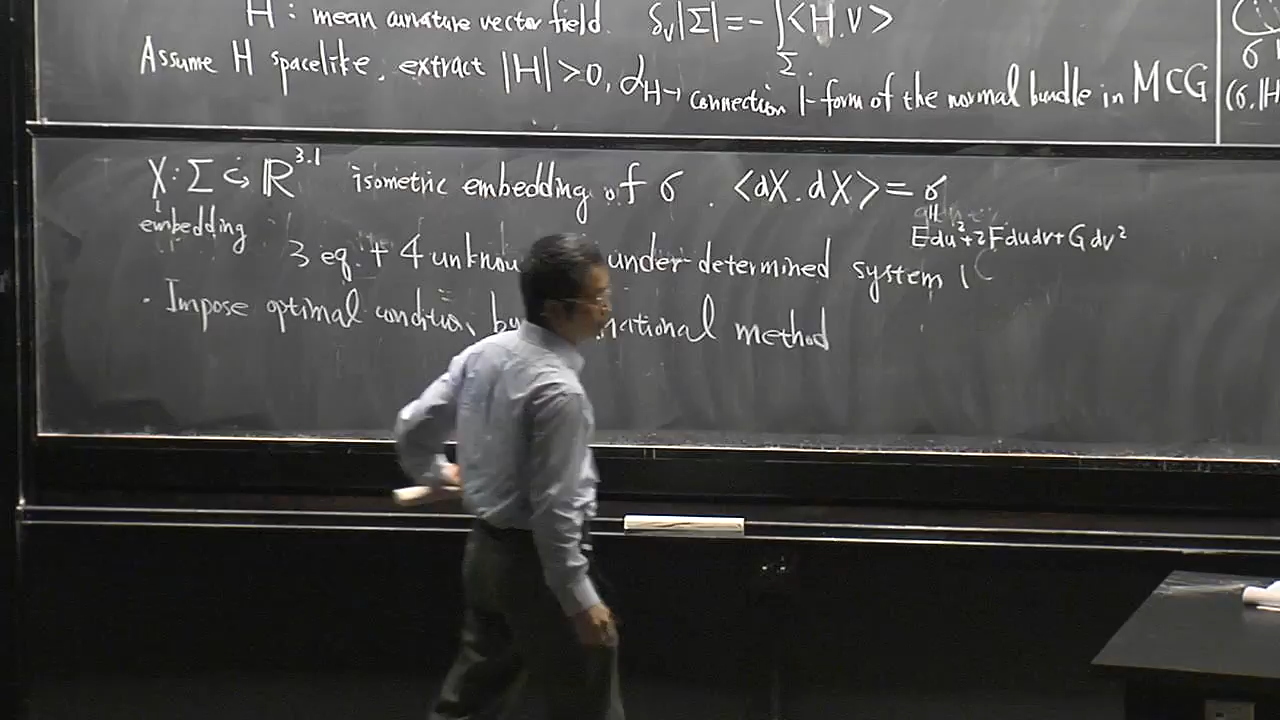 H : mean curvature vector field. δ_V|Σ| = - ∫_Σ <H.V>
Assume H spacelike, extract |H| > 0, α_H → connection 1-form of the normal bundle in MCG
σ
(σ, |H
X : Σ ↪ ℝ^{3.1} isometric embedding of σ . <dX. dX> = σ
embedding
Edu²+2Fdudv+Gdv²
3 eq. + 4 under-determined system
· Impose optimal condition by method